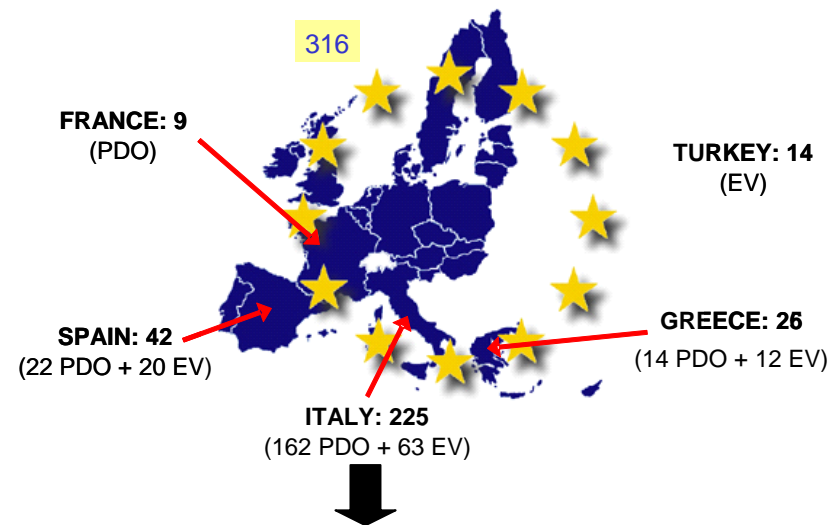 316
FRANCE: 9
(PDO)
TURKEY: 14
(EV)
SPAIN: 42
(22 PDO + 20 EV)
GREECE: 26
(14 PDO + 12 EV)
ITALY: 225
(162 PDO + 63 EV)